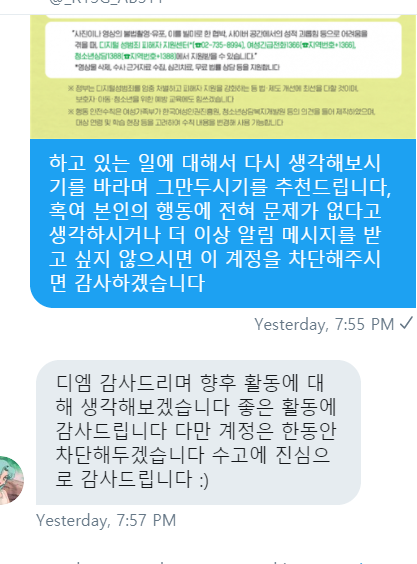 "사진이나 영상의 불법촬영·유포, 이를 빌미로 한 협박, 사이버 공간에서의 성적 괴롭힘 등으로 어려움을
겪을 때, 디지털 성범죄 피해자 지원센터*(☎02-735-8994), 여성긴급전화1366(☎지역번호+1366),
청소년상담1388(☎지역번호+1388)에서 지원받을 수 있습니다."
*영상물 삭제, 수사 근거자료 수집, 심리치료, 무료 법률상담 등을 지원합니다
※ 정부는 디지털 성범죄를 엄중 처벌하고 피해자 지원을 강화하는 등 법·제도 개선에 최선을 다할 것이며,
보호자·아동·청소년을 위한 예방 교육에도 힘쓰겠습니다
※ 행동 인전수칙은 여성가족부가 한국여성인권진흥원, 청소년상담복지개발원 등의 의견을 들어 제작하였으며,
대상 연령 및 학습 현장 등을 고려하여 수칙 내용을 변경해 사용 가능합니다
하고 있는 일에 대해서 다시 생각해보시
기를 바라며 그만두시기를 추천드립니다,
혹여 본인의 행동에 전혀 문제가 없다고
생각하시거나 더 이상 알림 메시지를 받
고 싶지 않으시면 이 계정을 차단해주시
면 감사하겠습니다
Yesterday, 7:55 PM
디엠 감사드리며 향후 활동에 대
해 생각해보겠습니다 좋은 활동에
감사드립니다 다만 계정은 한동안
차단해두겠습니다 수고에 진심으
로 감사드립니다 :)
Yesterday, 7:57 PM